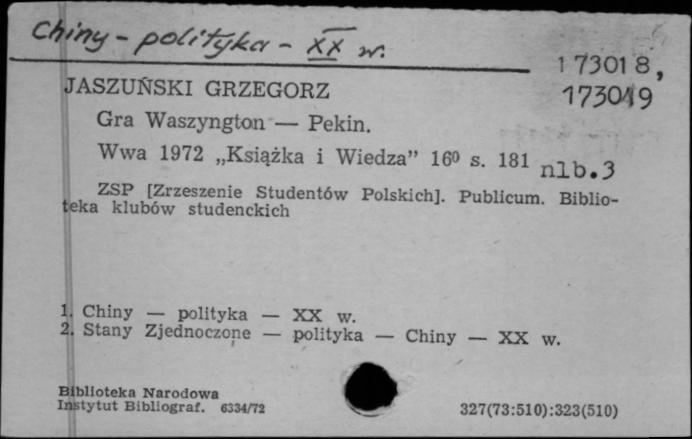 Chiny - polityka - XX w.
173018,
JASZUŃSKI GRZEGORZ
173019
Gra Waszyngton — Pekin.
Wwa 1972 „Książka i Wiedza” 16⁰ s. 181 nlb.3
ZSP [Zrzeszenie Studentów Polskich]. Publicum. Biblio-
teka klubów studenckich
1. Chiny — polityka — XX w.
2. Stany Zjednoczone — polityka — Chiny — XX w.
Biblioteka Narodowa
Instytut Bibliograf. 6334/72
327(73:510):323(510)